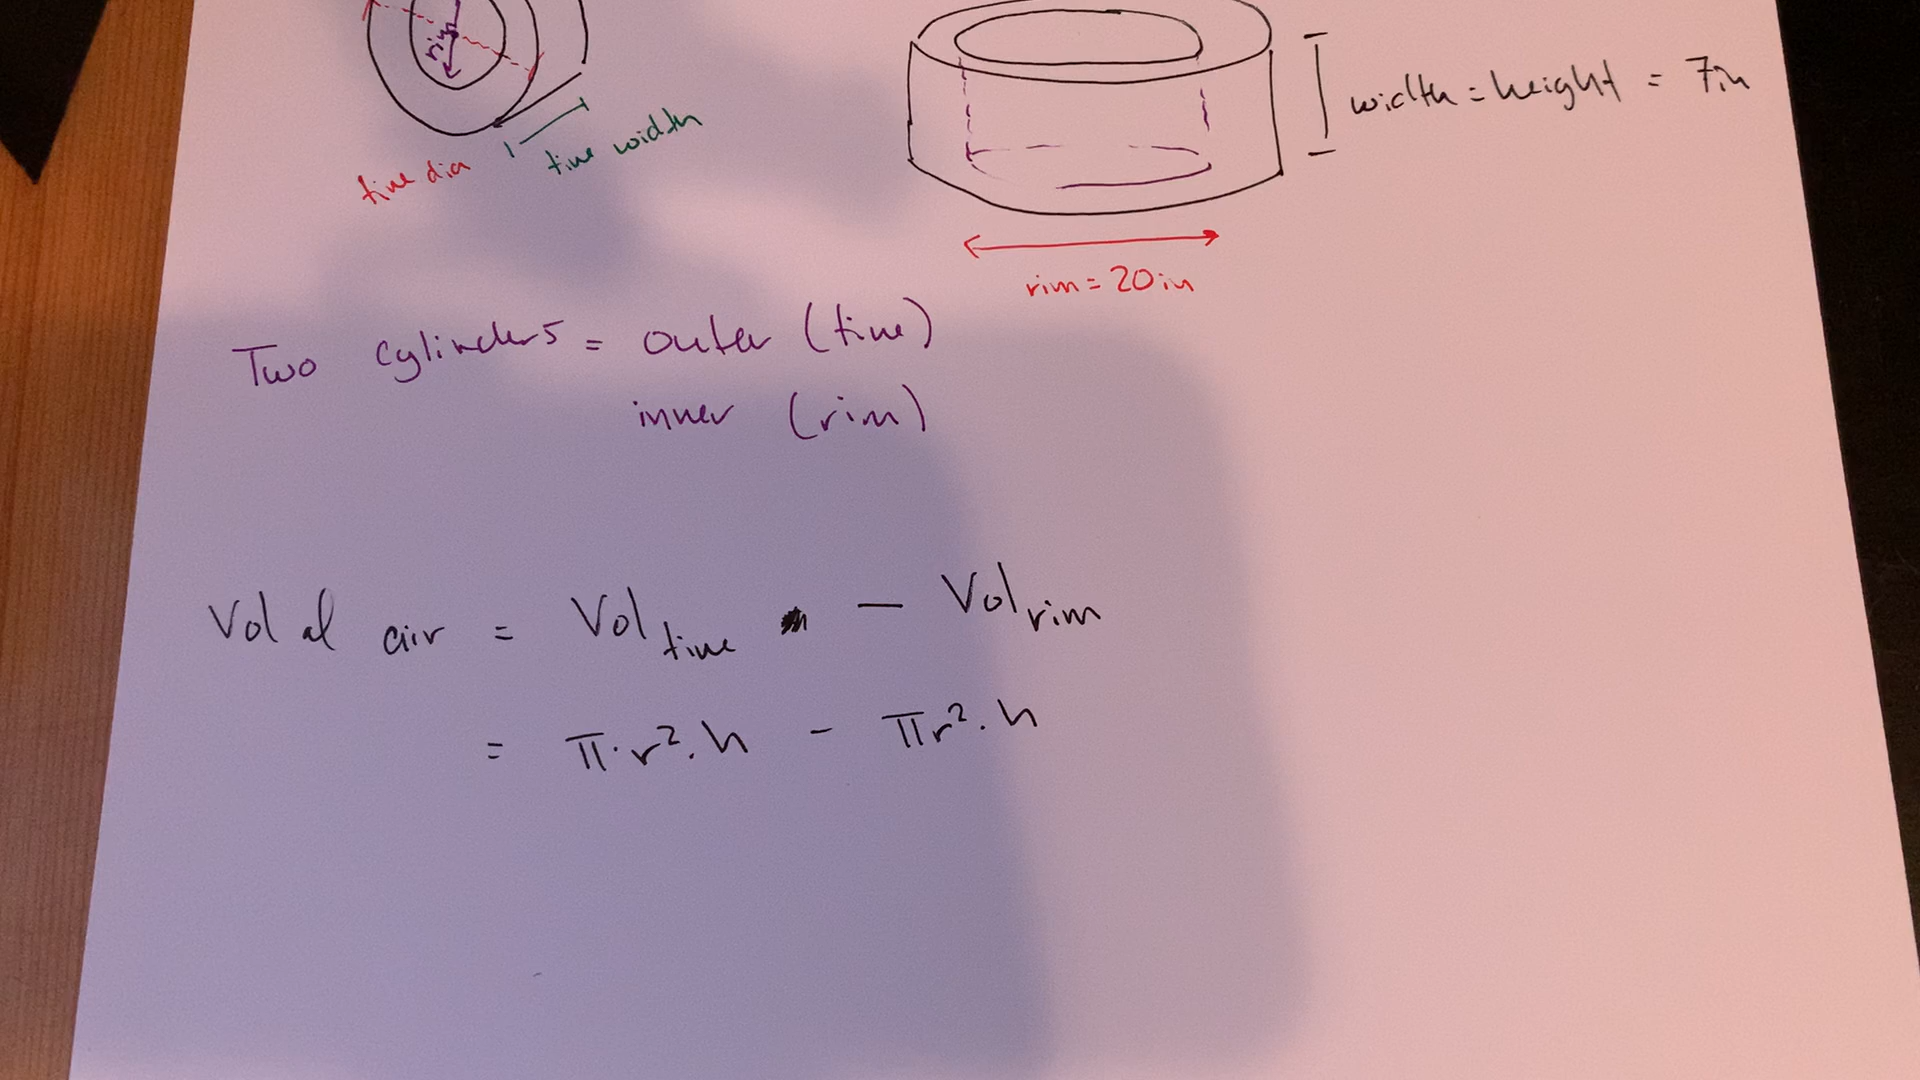 rim
tire dia
tire width
width = height = 7in
rim = 20in
Two cylinders = outer (tire)
inner (rim)
Vol of air = Vol tire — Vol rim
= π·r²·h - πr²·h